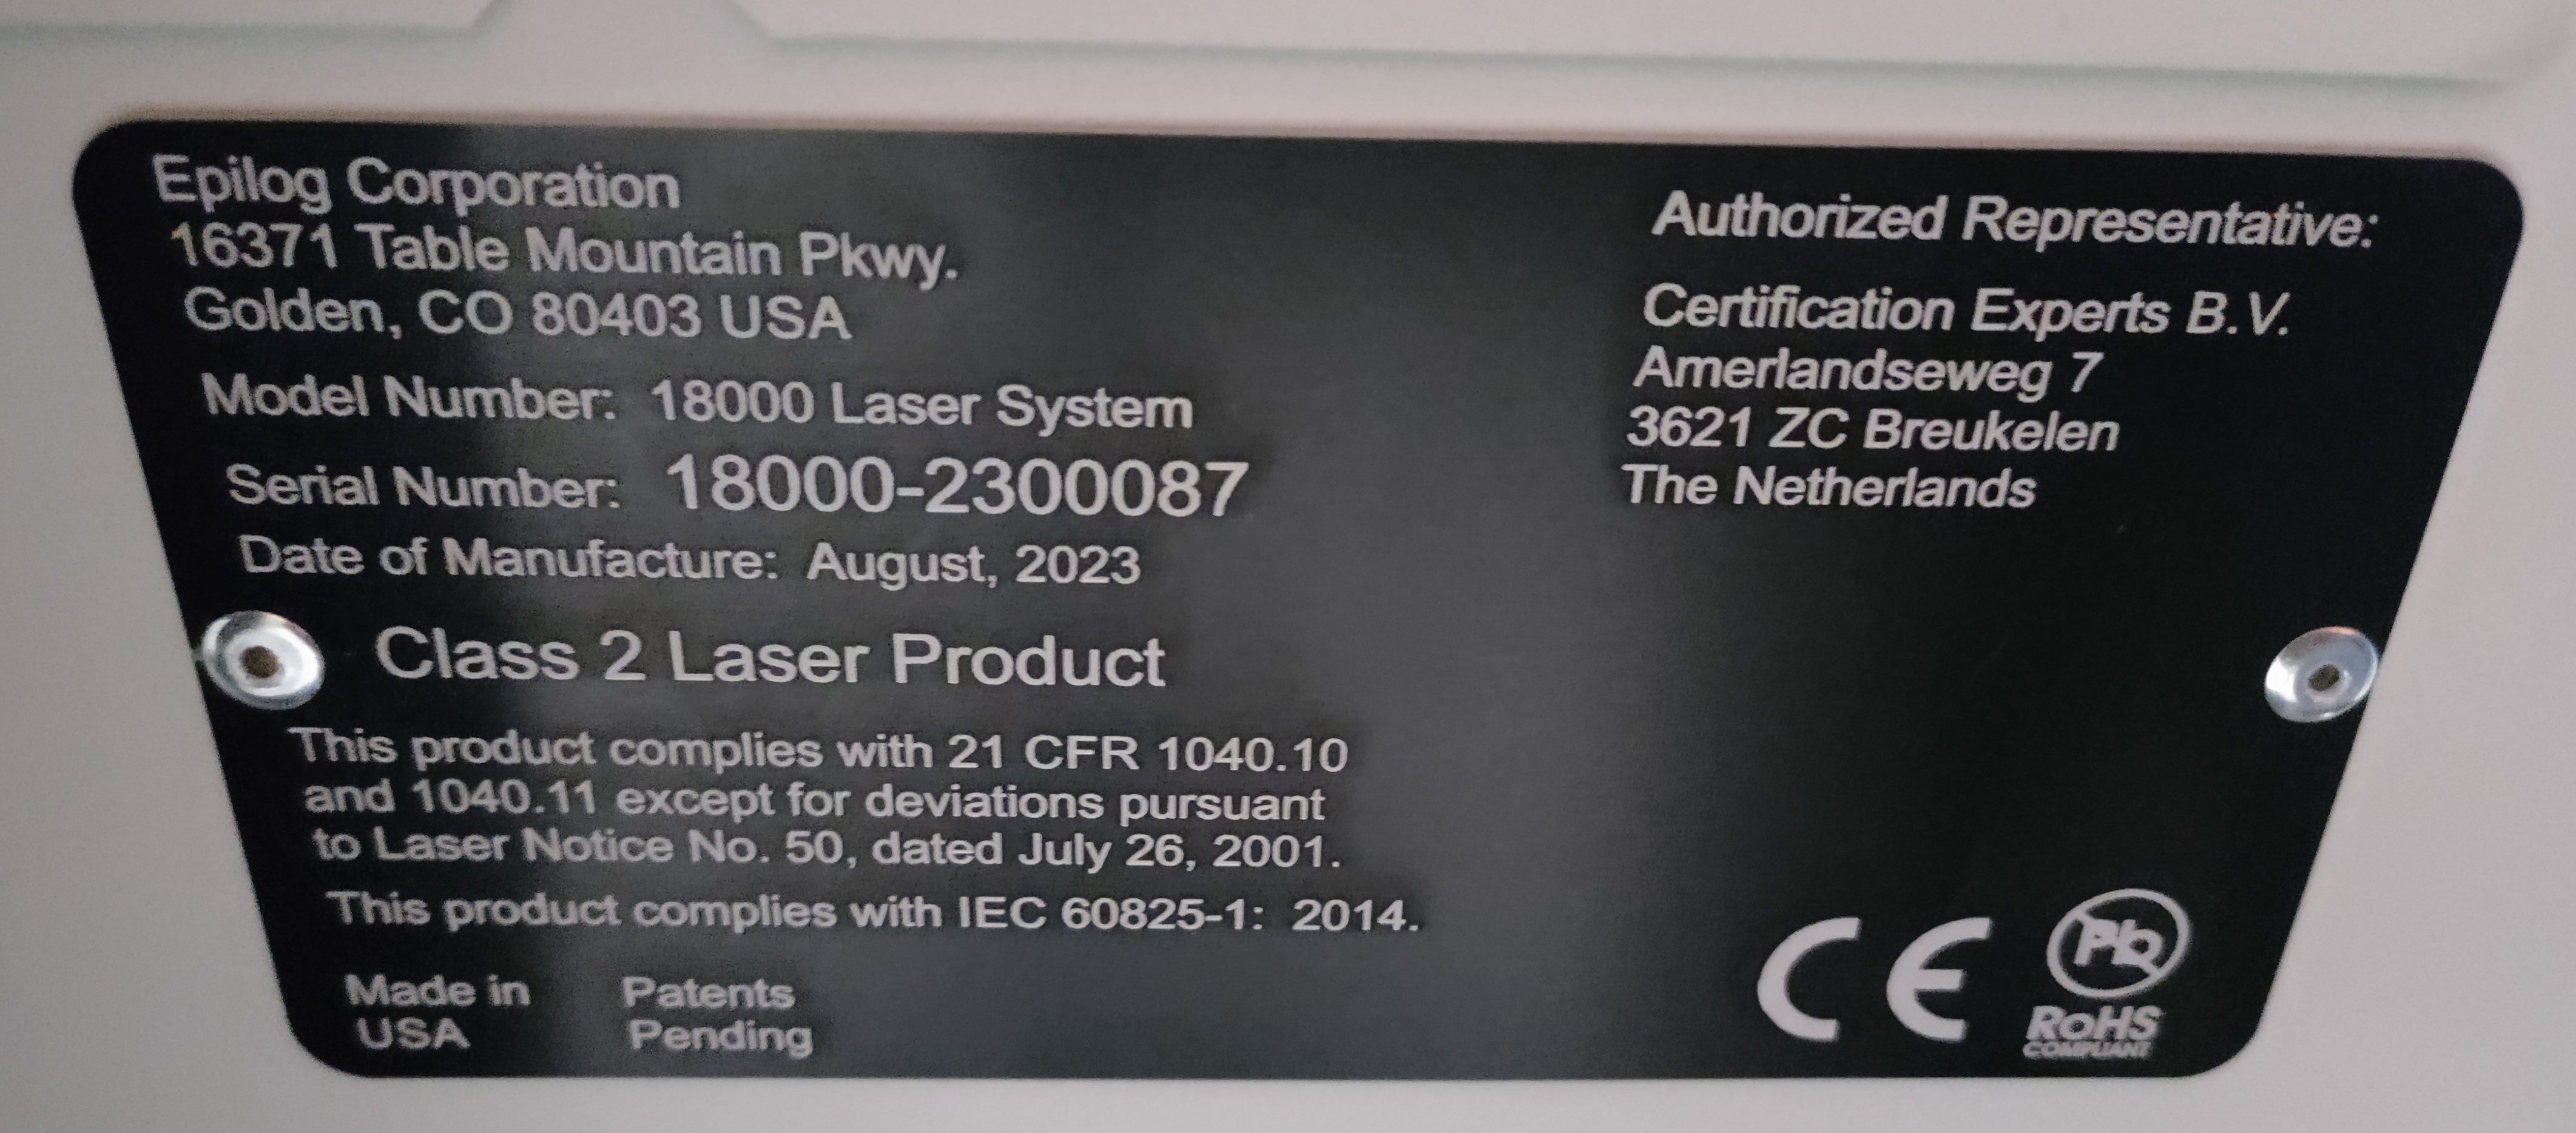 Epilog Corporation
16371 Table Mountain Pkwy.
Golden, CO 80403 USA
Model Number: 18000 Laser System
Serial Number: 18000-2300087
Date of Manufacture: August, 2023
Class 2 Laser Product
This product complies with 21 CFR 1040.10
and 1040.11 except for deviations pursuant
to Laser Notice No. 50, dated July 26, 2001.
This product complies with IEC 60825-1: 2014.
Made in
USA
Patents
Pending
Authorized Representative:
Certification Experts B.V.
Amerlandseweg 7
3621 ZC Breukelen
The Netherlands
CE
Pb
RoHS
COMPLIANT